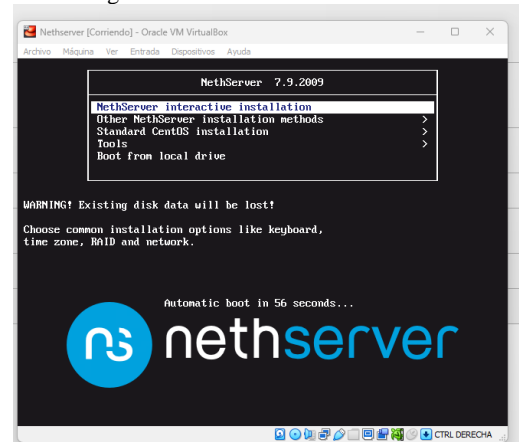 Nethserver [Corriendo] - Oracle VM VirtualBox
Archivo Máquina Ver Entrada Dispositivos Ayuda
NethServer 7.9.2009
NethServer interactive installation
Other NethServer installation methods >
Standard CentOS installation >
Tools >
Boot from local drive
WARNING! Existing disk data will be lost!
Choose common installation options like keyboard,
time zone, RAID and network.
Automatic boot in 56 seconds...
ns nethserver
CTRL DERECHA